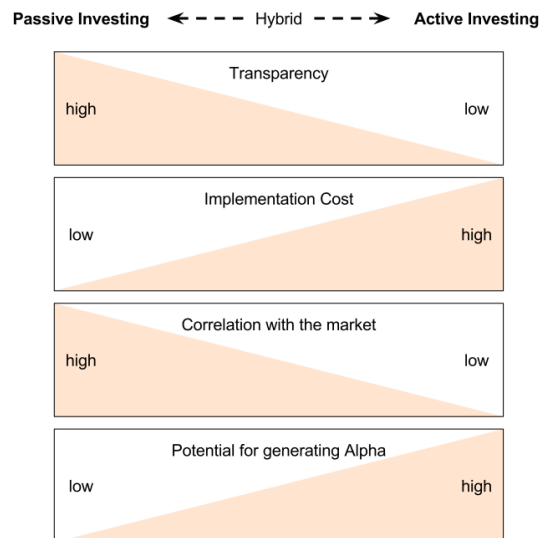 Passive Investing Hybrid Active Investing
Transparency
high low
Implementation Cost
low high
Correlation with the market
high low
Potential for generating Alpha
low high